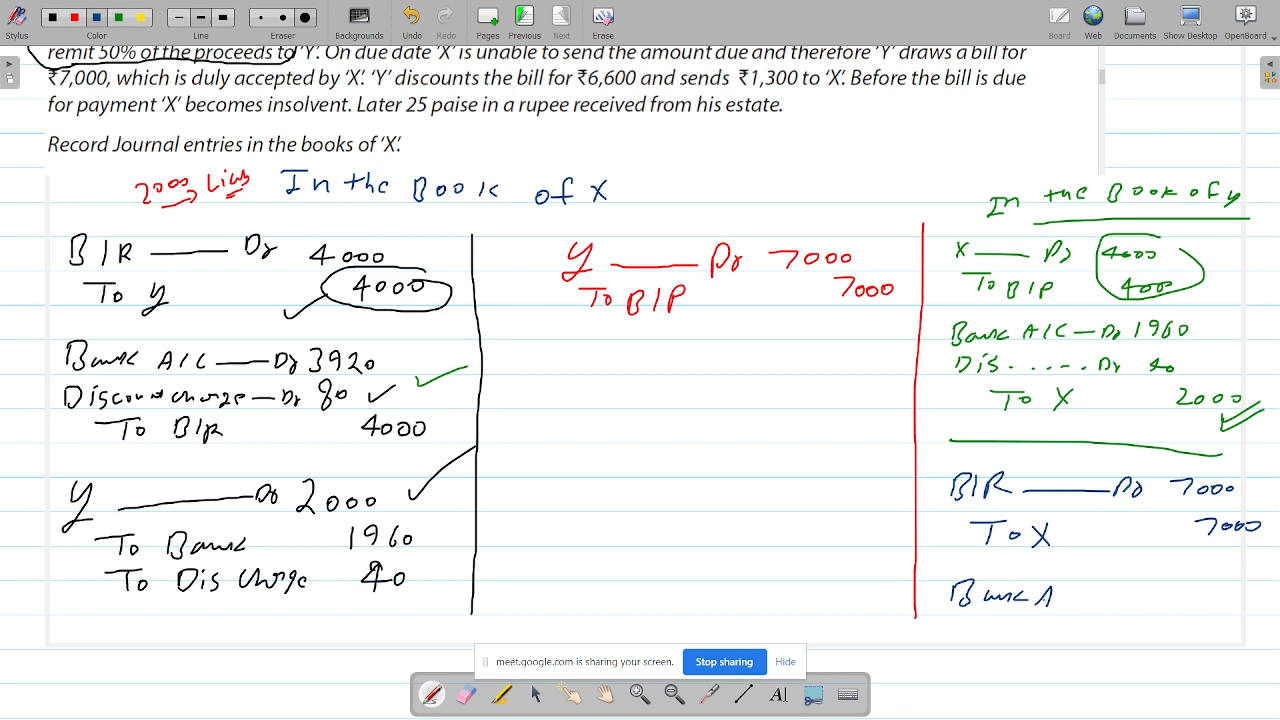 Stylus
Color
Line
Eraser
Backgrounds
Undo
Redo
Pages
Previous
Next
Erase
Board
Web
Documents
Show Desktop
OpenBoard
remit 50% of the proceeds to 'Y'. On due date 'X' is unable to send the amount due and therefore 'Y' draws a bill for
₹7,000, which is duly accepted by 'X'. 'Y' discounts the bill for ₹6,600 and sends ₹1,300 to 'X'. Before the bill is due
for payment 'X' becomes insolvent. Later 25 paise in a rupee received from his estate.
Record Journal entries in the books of 'X'.
2000
In the Book of X
B/R Dr 4000
To Y 4000
Bank A/C Dr 3920
Discount charge Dr 80
To B/R 4000
Y Dr 2000
To Bank 1960
To Dis charge 40
Y Dr 7000
To B/P 7000
In the Book of y
X Dr 4000
To B/P 4000
Bank A/C Dr 1960
Dis ...... Dr 40
To X 2000
B/R Dr 7000
To X 7000
Bank A
meet.google.com is sharing your screen.
Stop sharing
Hide